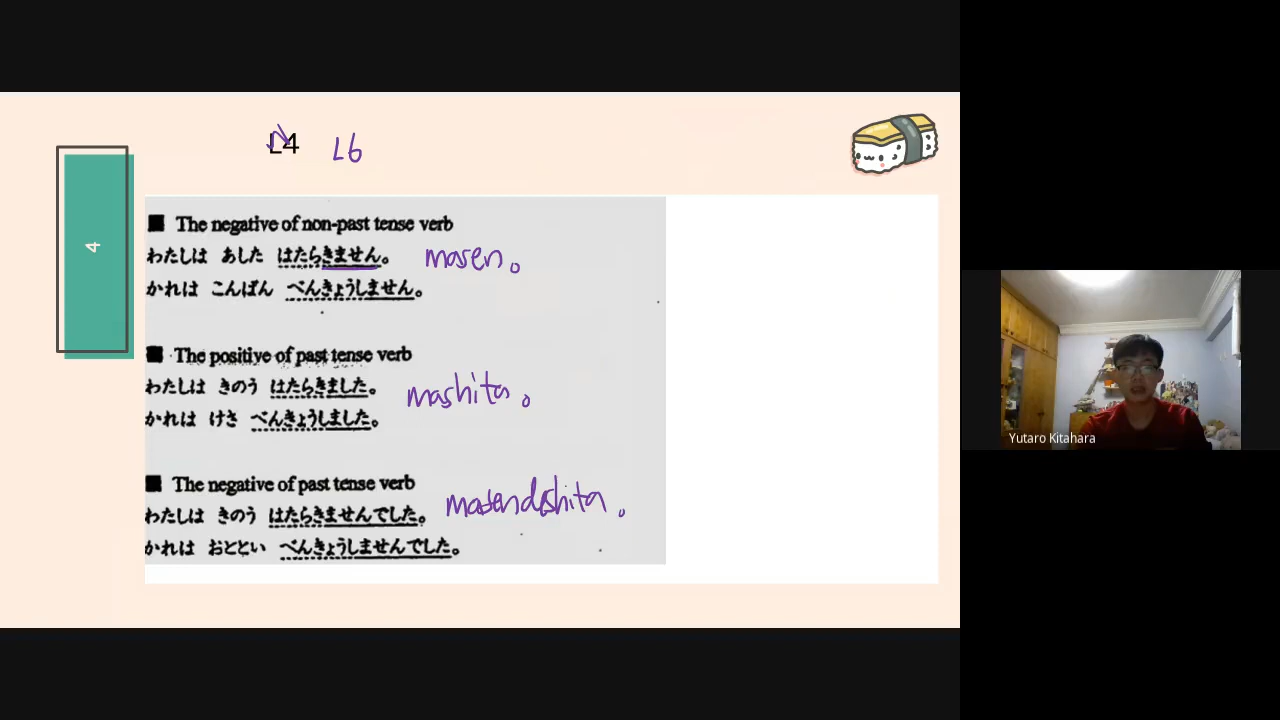 L4 L6
4
■ The negative of non-past tense verb
わたしは あした はたらきません。 masen。
かれは こんばん べんきょうしません。
■ The positive of past tense verb
わたしは きのう はたらきました。 mashita。
かれは けさ べんきょうしました。
■ The negative of past tense verb
わたしは きのう はたらきませんでした。 masendeshita。
かれは おととい べんきょうしませんでした。
Yutaro Kitahara